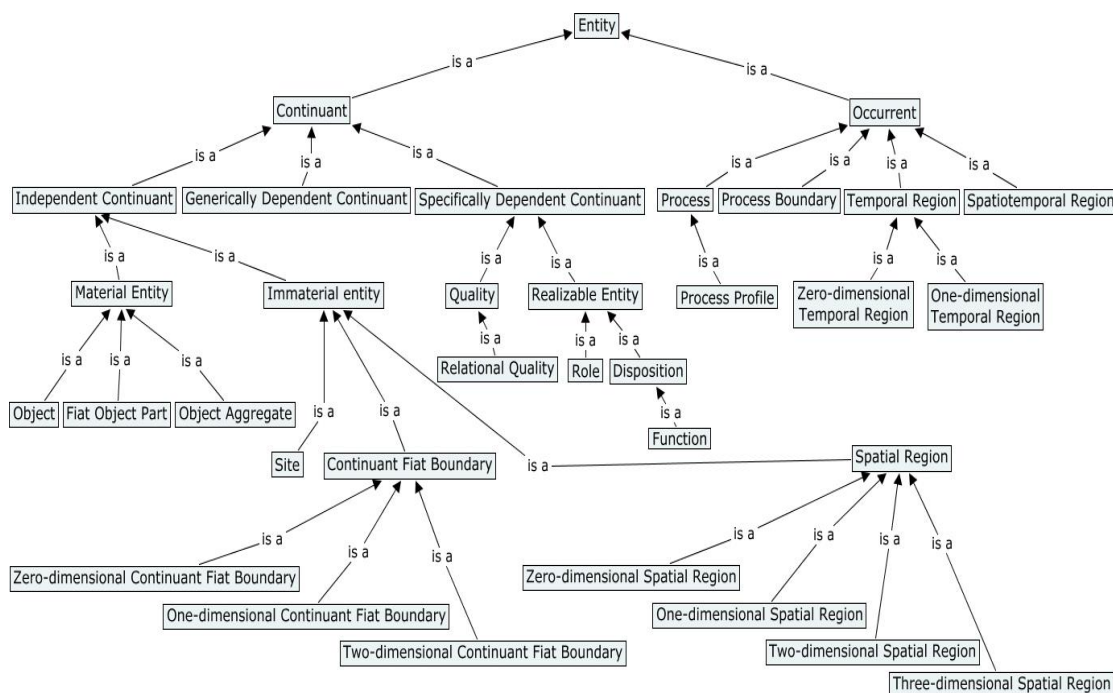 Entity
is a
is a
Continuant
Occurrent
is a
is a
is a
is a
is a
is a
is a
Independent Continuant
Generically Dependent Continuant
Specifically Dependent Continuant
Process
Process Boundary
Temporal Region
Spatiotemporal Region
is a
is a
is a
is a
is a
is a
is a
Material Entity
Immaterial entity
Quality
Realizable Entity
Process Profile
Zero-dimensional
Temporal Region
One-dimensional
Temporal Region
is a
is a
is a
is a
is a
is a
Relational Quality
Role
Disposition
Object
Fiat Object Part
Object Aggregate
is a
is a
is a
Function
Site
Continuant Fiat Boundary
is a
Spatial Region
is a
is a
is a
is a
is a
is a
is a
Zero-dimensional Continuant Fiat Boundary
Zero-dimensional Spatial Region
One-dimensional Continuant Fiat Boundary
One-dimensional Spatial Region
Two-dimensional Continuant Fiat Boundary
Two-dimensional Spatial Region
Three-dimensional Spatial Region